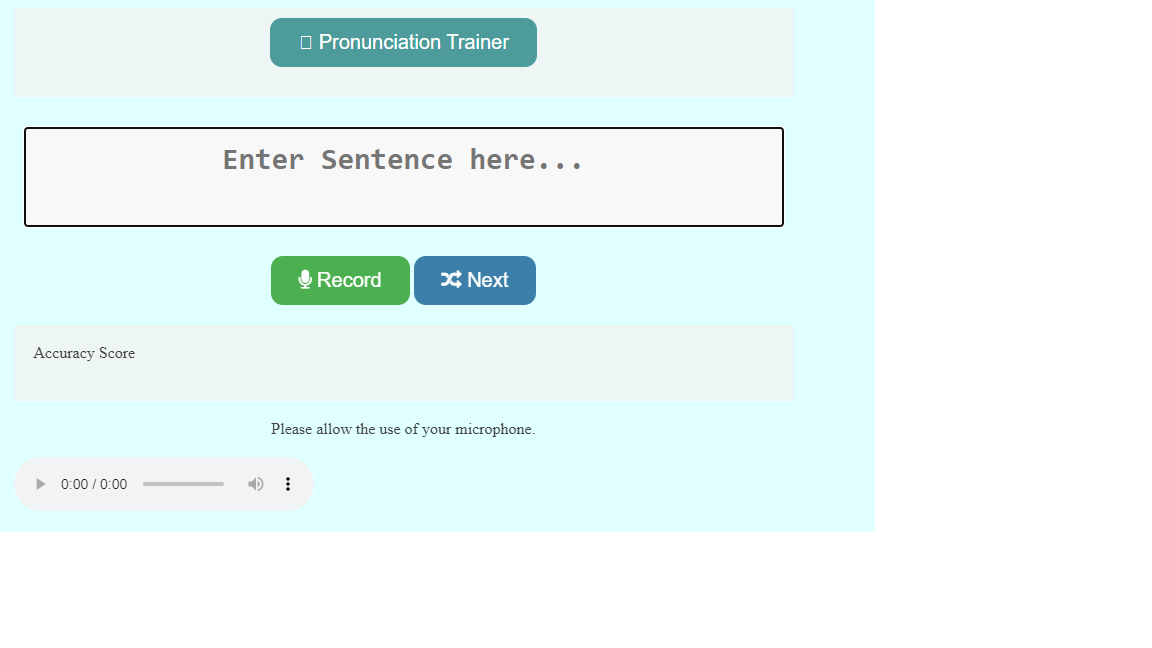 Pronunciation Trainer
Enter Sentence here...
Record Next
Accuracy Score
Please allow the use of your microphone.
0:00 / 0:00